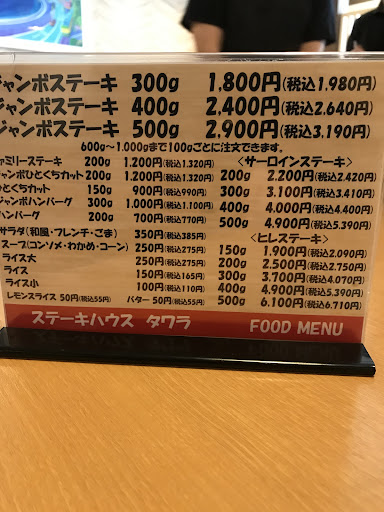 ジャンボステーキ 300g 1,800円(税込1,980円)
ジャンボステーキ 400g 2,400円(税込2,640円)
ジャンボステーキ 500g 2,900円(税込3,190円)
600g～1,000gまで100gごとに注文できます。
ァミリーステーキ 200g 1,200円(税込1,320円)
ャンボひとくちカット 200g 1,200円(税込1,320円)
ひとくちカット 150g 900円(税込990円)
ャンボハンバーグ 300g 1,000円(税込1,100円)
ハンバーグ 200g 700円(税込770円)
サラダ(和風・フレンチ・ごま) 350円(税込385円)
スープ(コンソメ・わかめ・コーン) 250円(税込275円)
ライス大 250円(税込275円)
ライス 150円(税込165円)
ライス小 100円(税込110円)
レモンスライス 50円(税込55円) バター 50円(税込55円)
<サーロインステーキ>
200g 2,200円(税込2,420円)
300g 3,100円(税込3,410円)
400g 4,000円(税込4,400円)
500g 4,900円(税込5,390円)
<ヒレステーキ>
150g 1,900円(税込2,090円)
200g 2,500円(税込2,750円)
300g 3,700円(税込4,070円)
400g 4,900円(税込5,390円)
500g 6,100円(税込6,710円)
ステーキハウス タワラ FOOD MENU